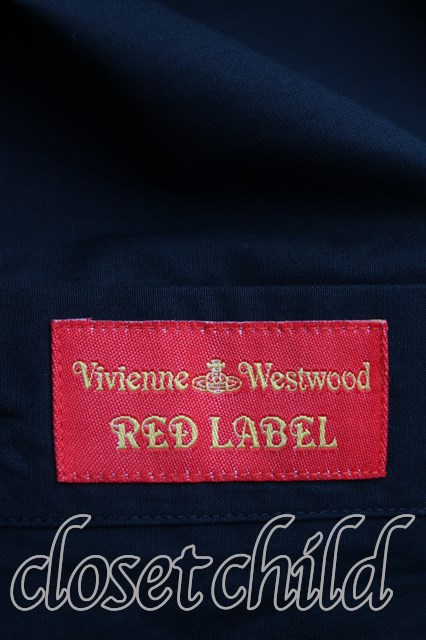 Vivienne Westwood
RED LABEL
closet child